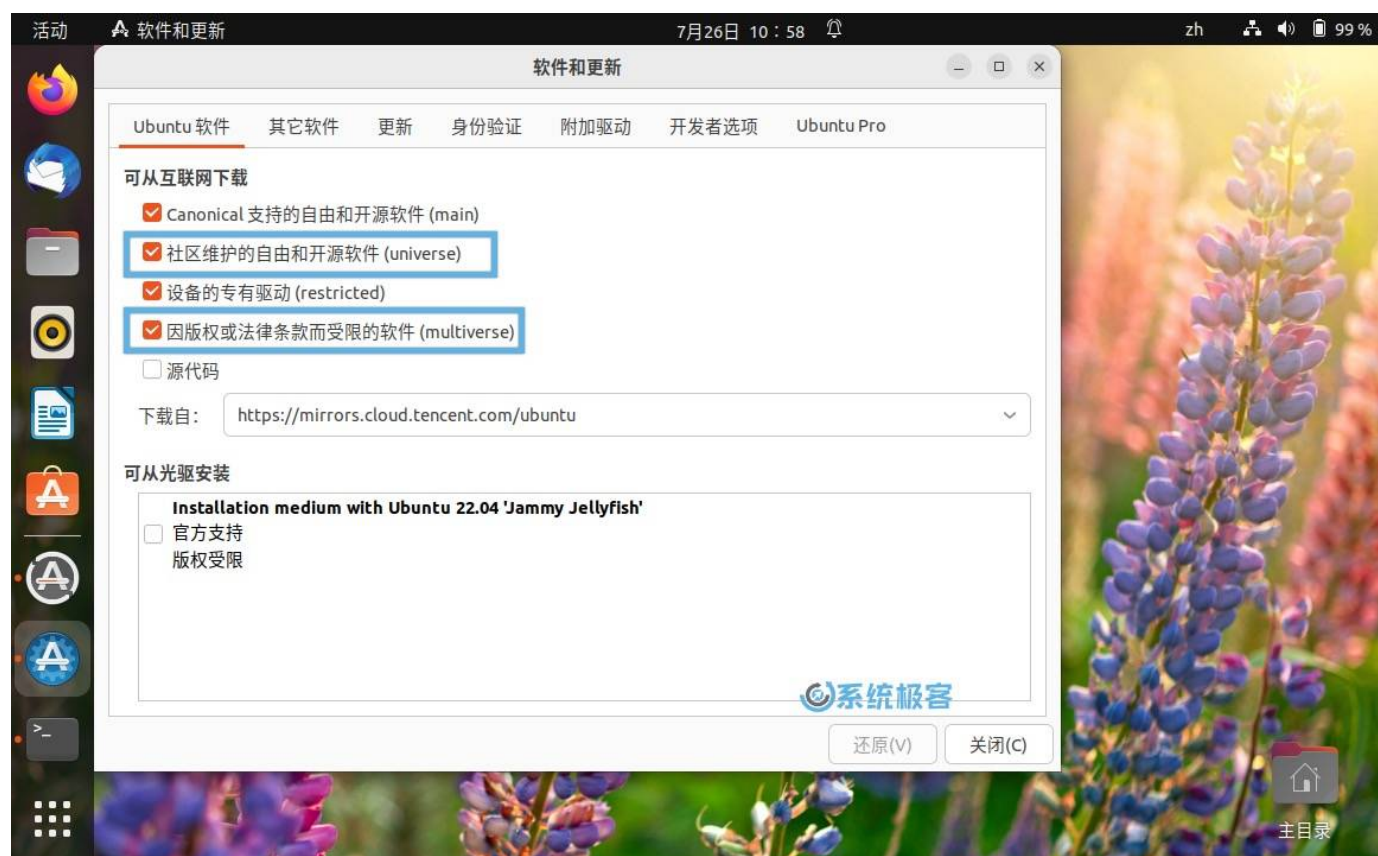 活动 软件和更新 7月26日 10：58 zh 99 %
软件和更新
Ubuntu 软件 其它软件 更新 身份验证 附加驱动 开发者选项 Ubuntu Pro
可从互联网下载
Canonical 支持的自由和开源软件 (main)
社区维护的自由和开源软件 (universe)
设备的专有驱动 (restricted)
因版权或法律条款而受限的软件 (multiverse)
源代码
下载自： https://mirrors.cloud.tencent.com/ubuntu
可从光驱安装
Installation medium with Ubuntu 22.04 'Jammy Jellyfish'
官方支持
版权受限
系统极客
还原(V) 关闭(C)
>_
主目录